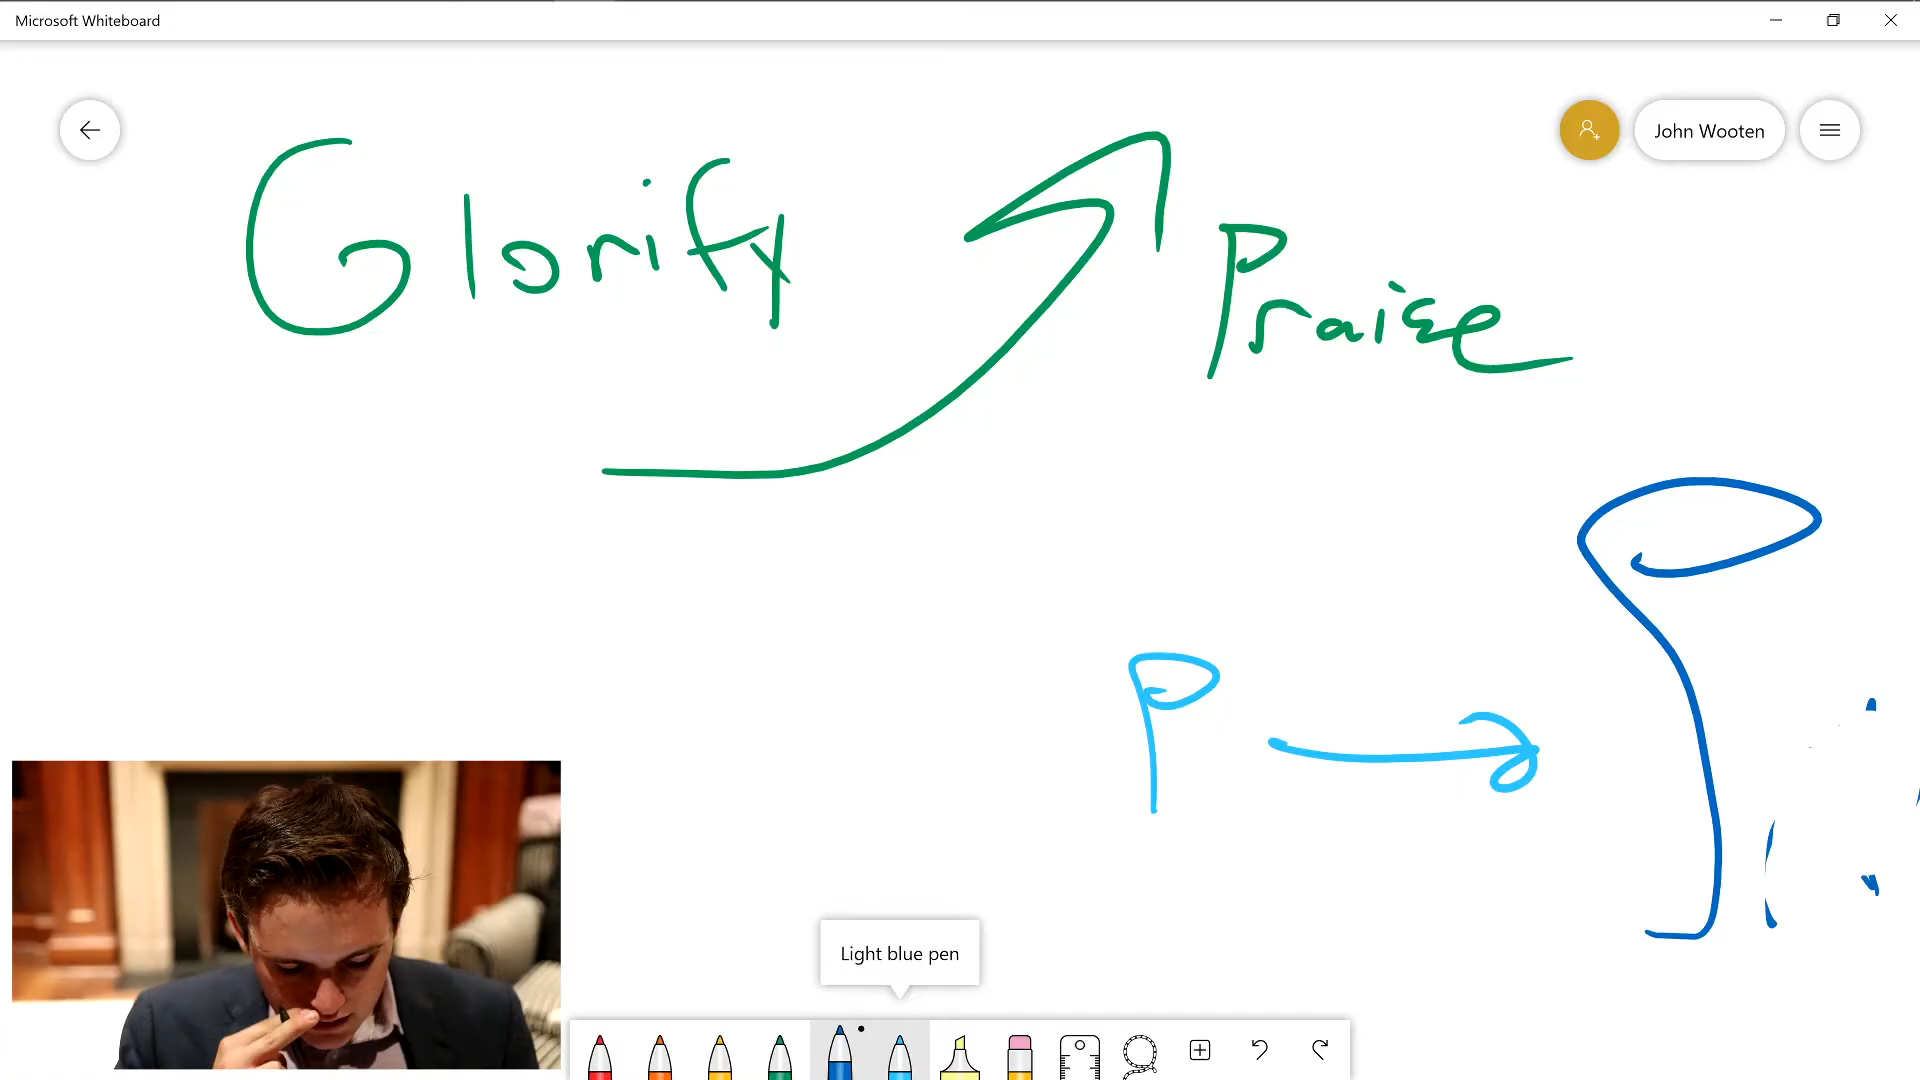 Microsoft Whiteboard
John Wooten
Glorify
Praise
P
Light blue pen